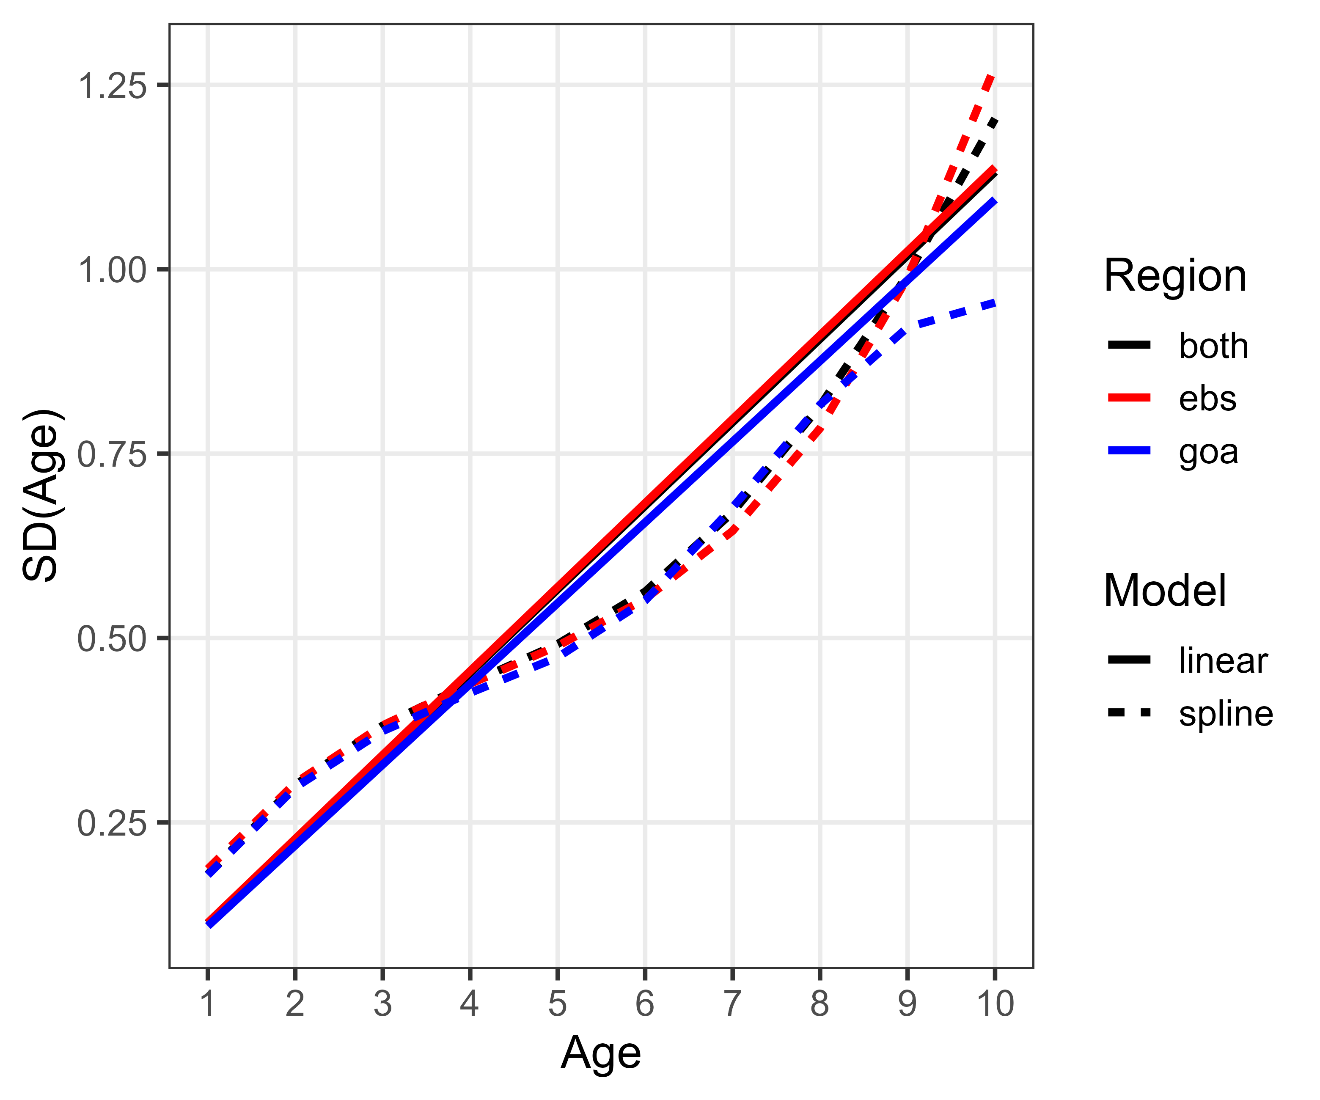 SD(Age)
1.25
1.00
0.75
0.50
0.25
1 2 3 4 5 6 7 8 9 10
Age
Region
both
ebs
goa
Model
linear
spline